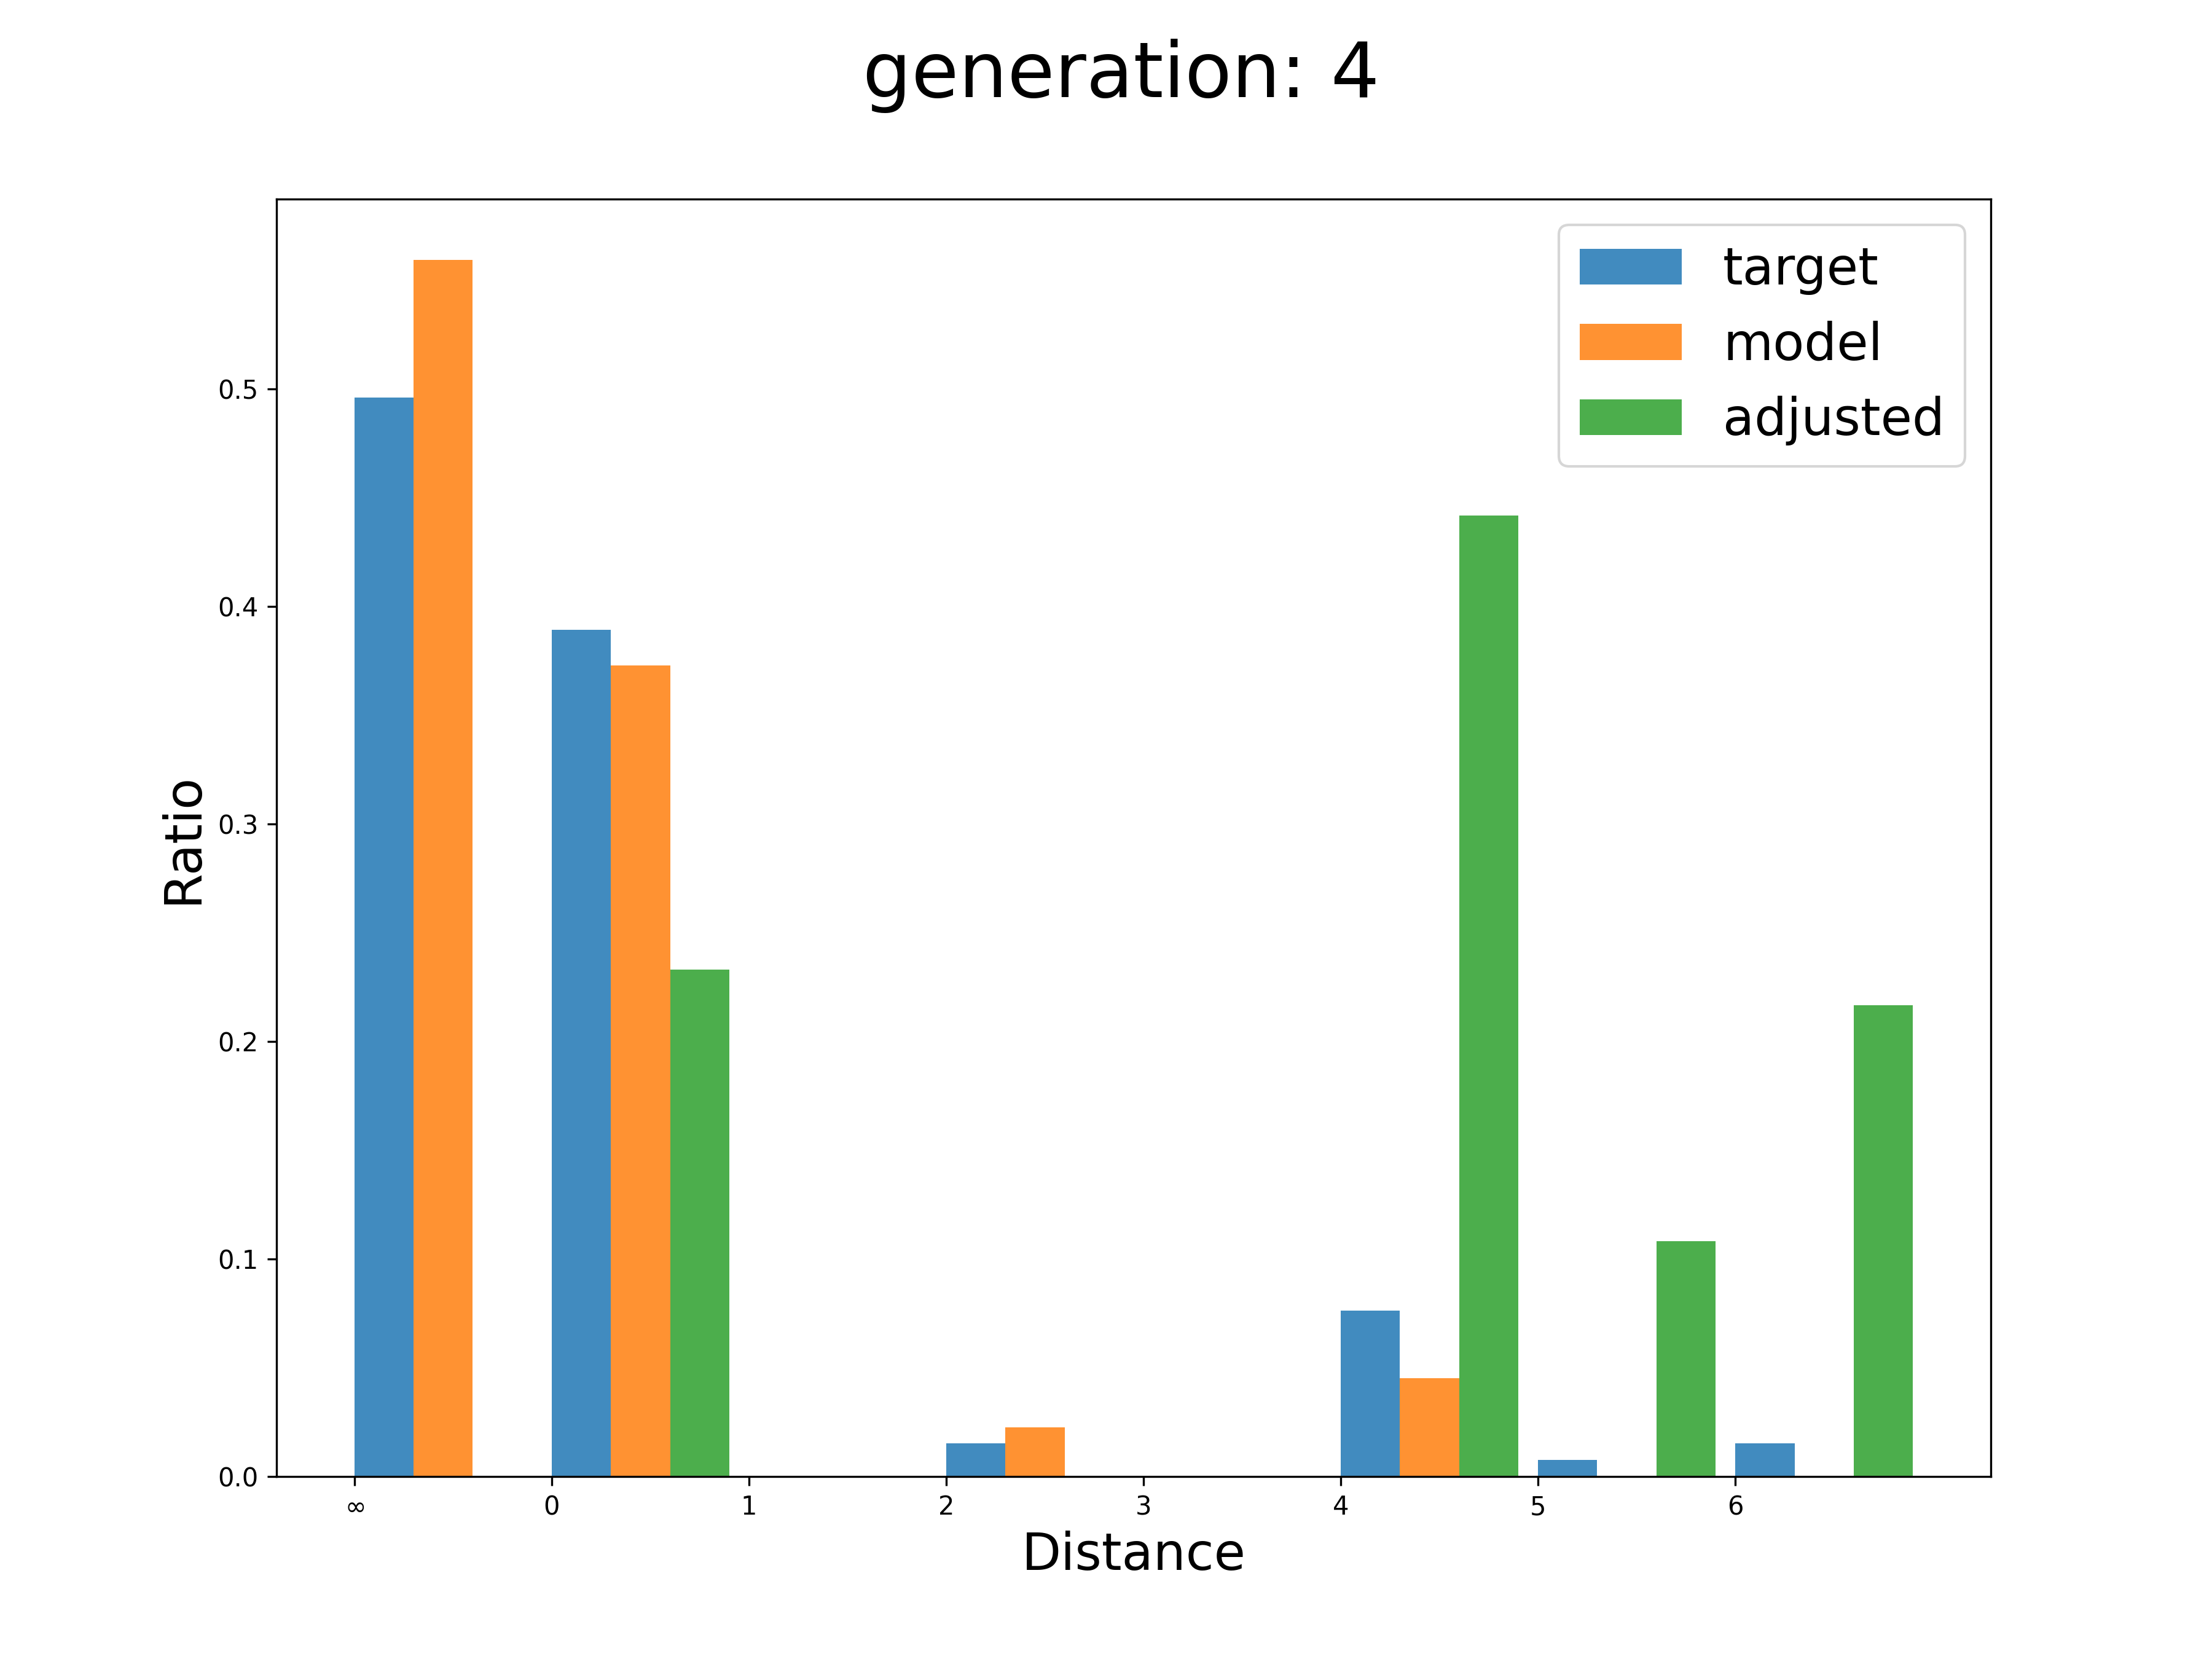 generation: 4
target
model
adjusted
Ratio
0.5
0.4
0.3
0.2
0.1
0.0
∞ 0 1 2 3 4 5 6
Distance